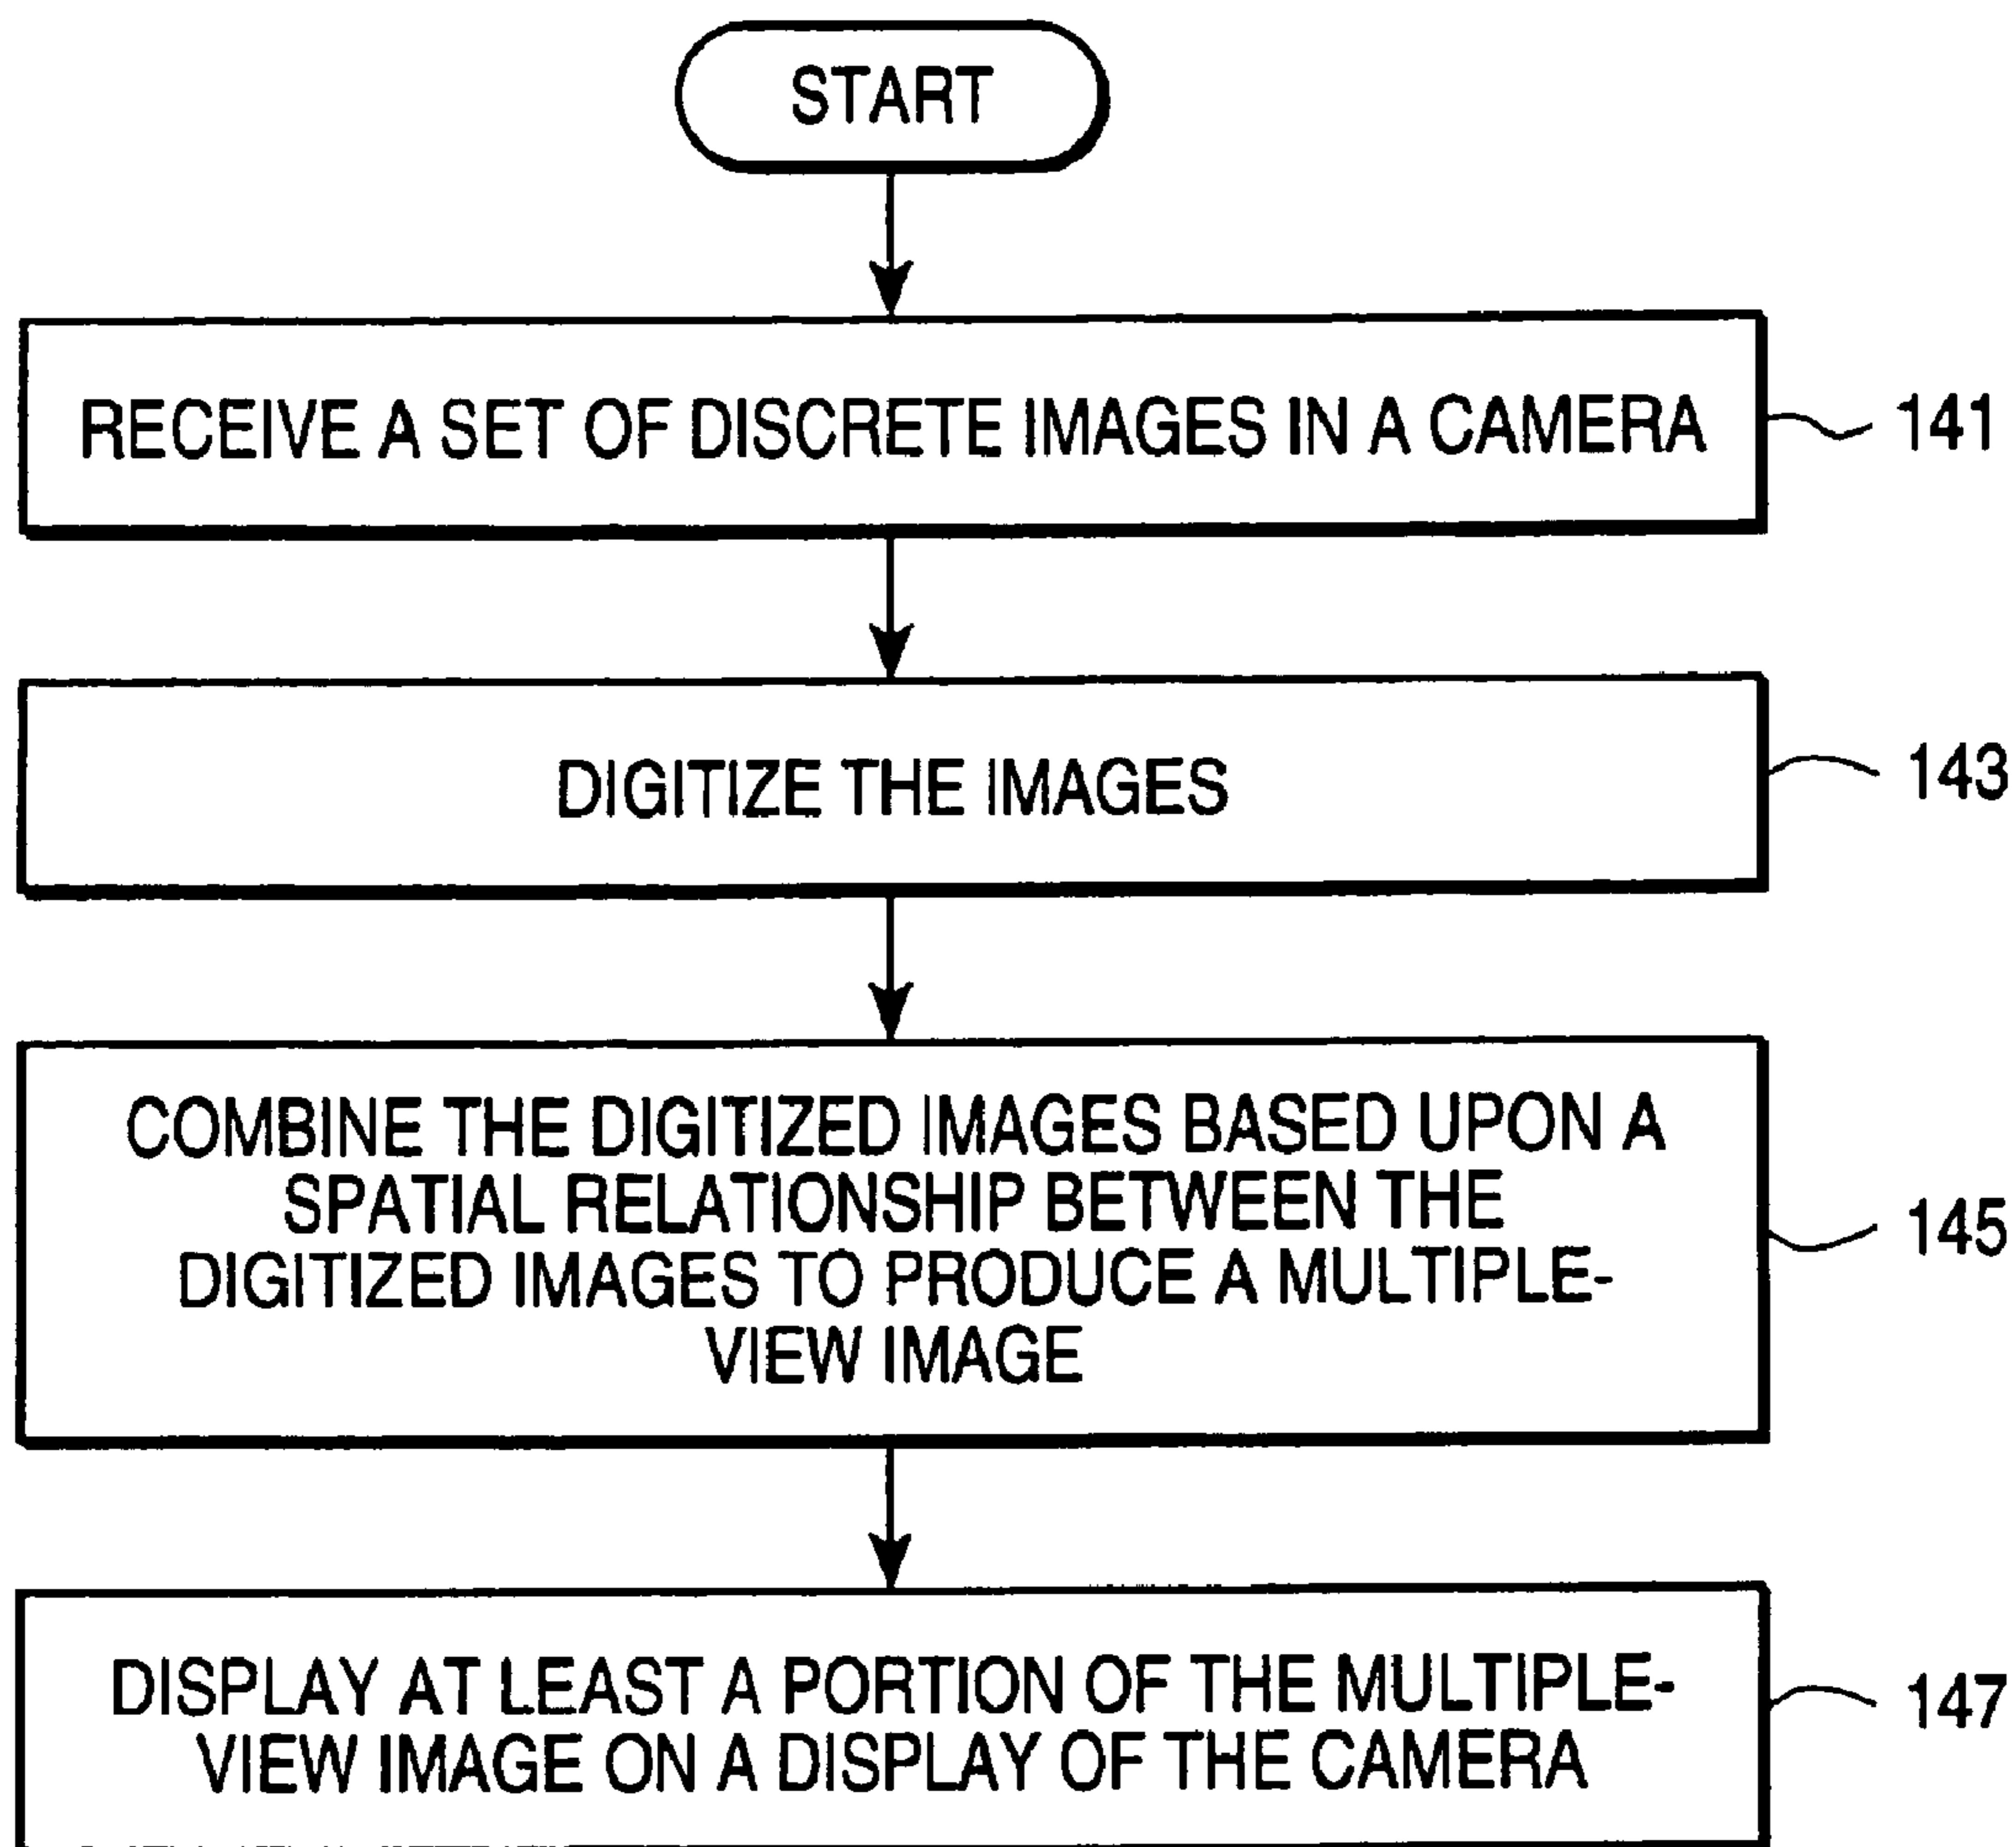 START
RECEIVE A SET OF DISCRETE IMAGES IN A CAMERA
141
DIGITIZE THE IMAGES
143
COMBINE THE DIGITIZED IMAGES BASED UPON A
SPATIAL RELATIONSHIP BETWEEN THE
DIGITIZED IMAGES TO PRODUCE A MULTIPLE-
VIEW IMAGE
145
DISPLAY AT LEAST A PORTION OF THE MULTIPLE-
VIEW IMAGE ON A DISPLAY OF THE CAMERA
147